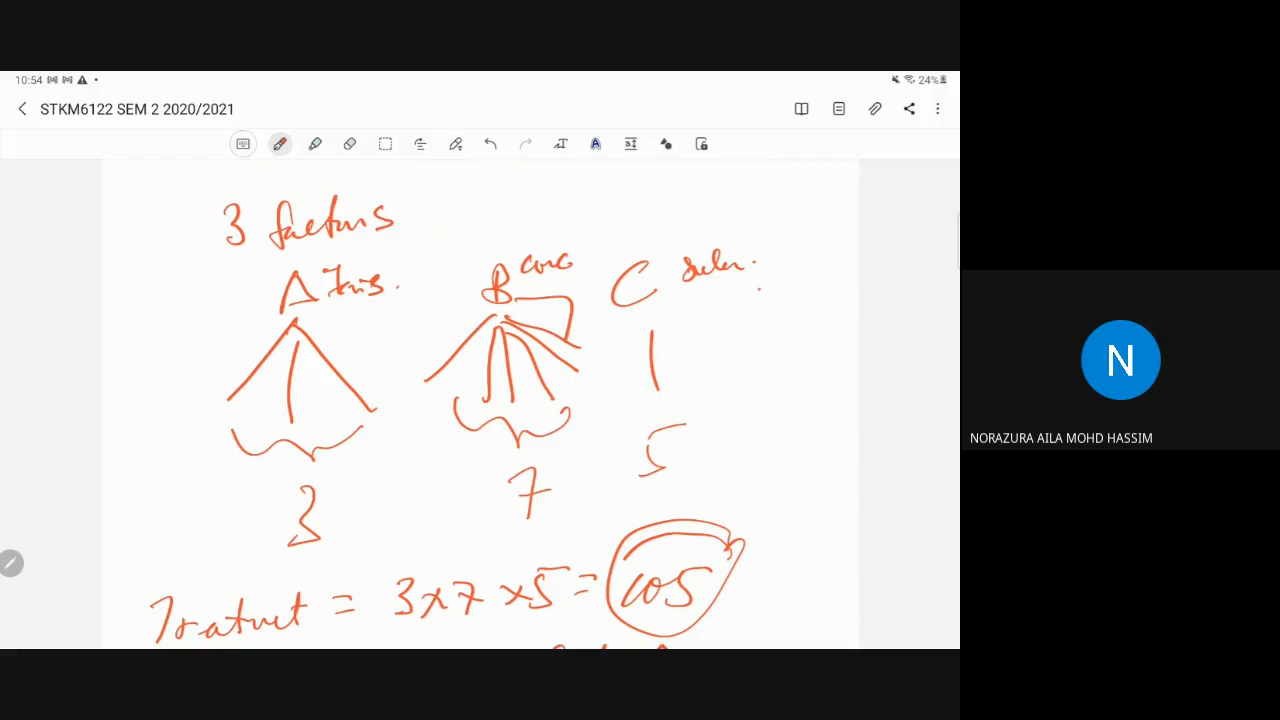 10:54
24%
STKM6122 SEM 2 2020/2021
3 factors
A B conc C
3 7 5
= 3x7x5 = 105
N
NORAZURA AILA MOHD HASSIM